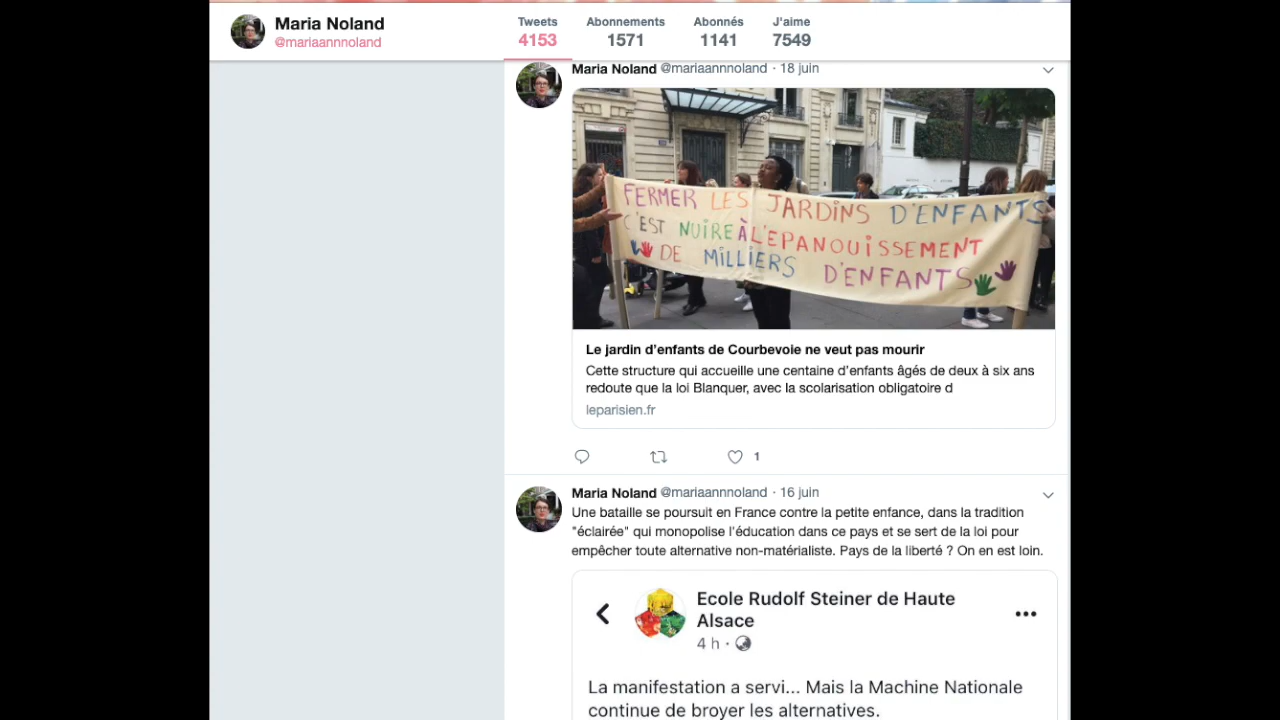 Maria Noland
@mariaannnoland
Tweets
4153
Abonnements
1571
Abonnés
1141
J'aime
7549
Maria Noland @mariaannnoland · 18 juin
FERMER LES JARDINS D'ENFANTS
C'EST NUIRE À L'EPANOUISSEMENT
DE MILLIERS D'ENFANTS
Le jardin d'enfants de Courbevoie ne veut pas mourir
Cette structure qui accueille une centaine d'enfants âgés de deux à six ans
redoute que la loi Blanquer, avec la scolarisation obligatoire d
leparisien.fr
1
Maria Noland @mariaannnoland · 16 juin
Une bataille se poursuit en France contre la petite enfance, dans la tradition
"éclairée" qui monopolise l'éducation dans ce pays et se sert de la loi pour
empêcher toute alternative non-matérialiste. Pays de la liberté ? On en est loin.
Ecole Rudolf Steiner de Haute
Alsace
4 h ·
La manifestation a servi... Mais la Machine Nationale
continue de broyer les alternatives.